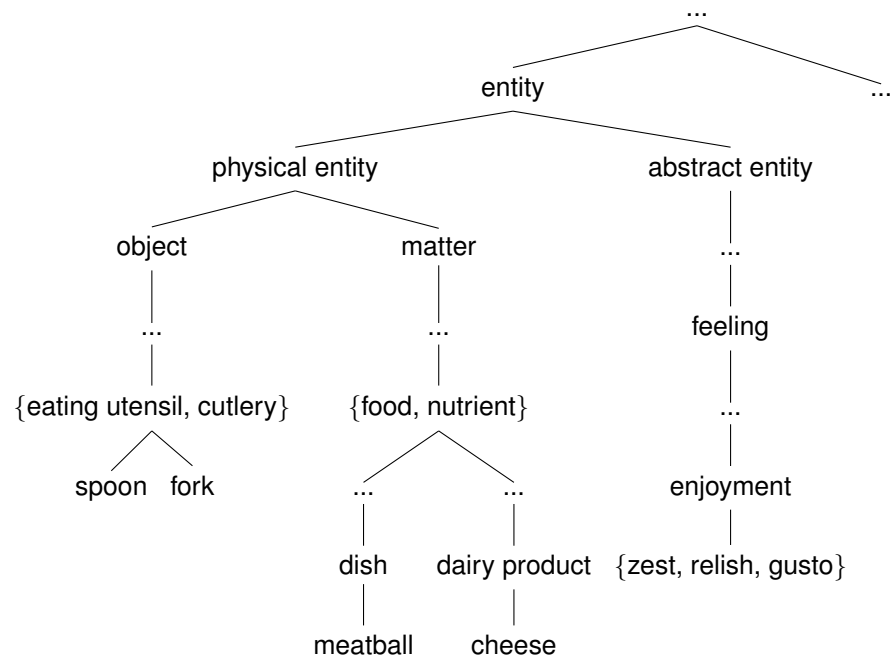 ...
entity ...
physical entity abstract entity
object matter ...
... ... feeling
{eating utensil, cutlery} {food, nutrient} ...
spoon fork ... ... enjoyment
dish dairy product {zest, relish, gusto}
meatball cheese